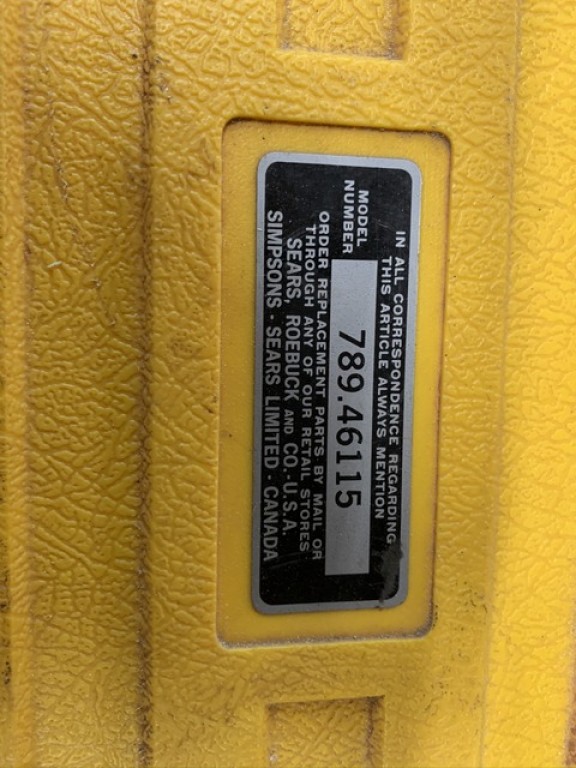 IN ALL CORRESPONDENCE REGARDING
THIS ARTICLE ALWAYS MENTION
MODEL
NUMBER
789.46115
ORDER REPLACEMENT PARTS BY MAIL OR
THROUGH ANY OF OUR RETAIL STORES
SEARS, ROEBUCK AND CO.-U.S.A.
SIMPSONS-SEARS LIMITED-CANADA